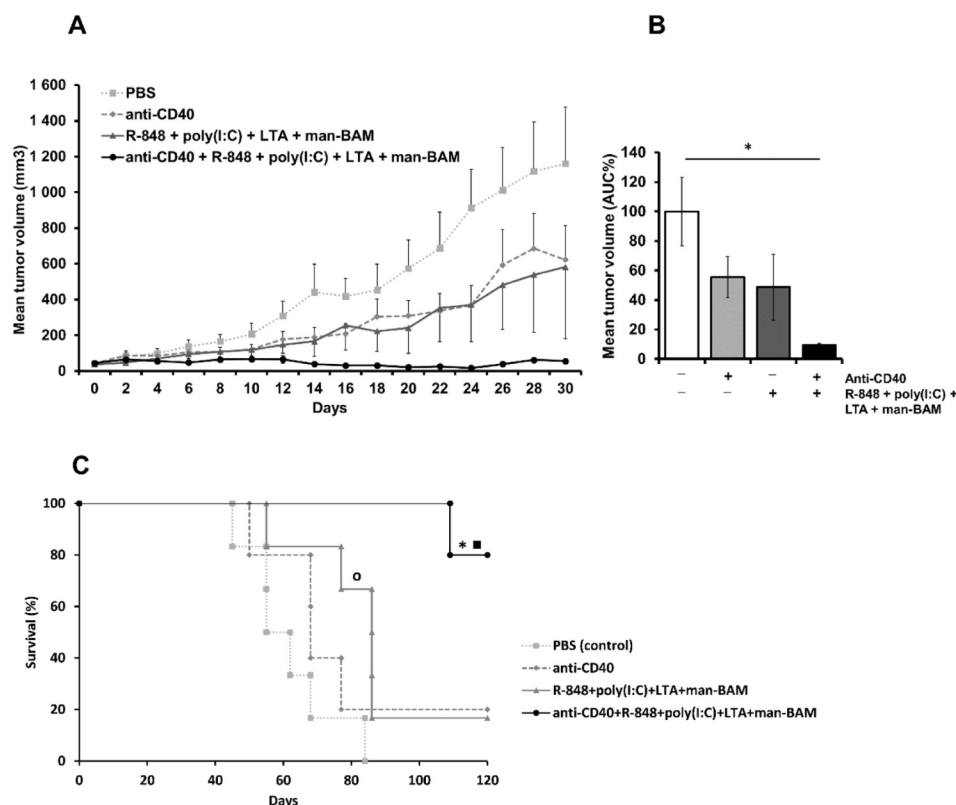 A
1 600
1 400
1 200
1 000
800
600
400
200
0
Mean tumor volume (mm3)
PBS
anti-CD40
R-848 + poly(I:C) + LTA + man-BAM
anti-CD40 + R-848 + poly(I:C) + LTA + man-BAM
0 2 4 6 8 10 12 14 16 18 20 22 24 26 28 30
Days
B
140
120
100
80
60
40
20
0
Mean tumor volume (AUC%)
*
– + – + Anti-CD40
– – + + R-848 + poly(I:C) +
LTA + man-BAM
C
100
80
60
40
20
0
Survival (%)
* ■
o
0 20 40 60 80 100 120
Days
PBS (control)
anti-CD40
R-848+poly(I:C)+LTA+man-BAM
anti-CD40+R-848+poly(I:C)+LTA+man-BAM